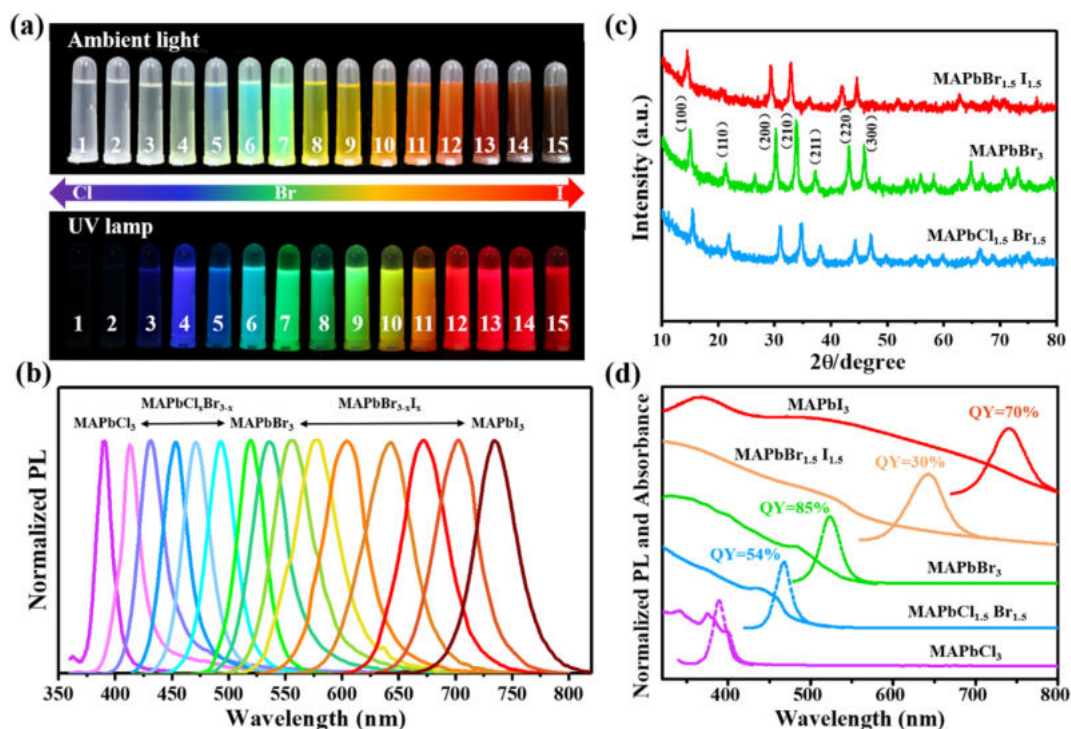 (a)
Ambient light
1 2 3 4 5 6 7 8 9 10 11 12 13 14 15
Cl Br I
UV lamp
1 2 3 4 5 6 7 8 9 10 11 12 13 14 15
(b)
MAPbCl₃
MAPbClₓBr₃₋ₓ
MAPbBr₃
MAPbBr₃₋ₓIₓ
MAPbI₃
Normalized PL
350 400 450 500 550 600 650 700 750 800
Wavelength (nm)
(c)
MAPbBr₁.₅ I₁.₅
(100) (110) (200) (210) (211) (220) (300)
MAPbBr₃
MAPbCl₁.₅ Br₁.₅
Intensity (a.u.)
10 20 30 40 50 60 70 80
2θ/degree
(d)
MAPbI₃
QY=70%
MAPbBr₁.₅ I₁.₅
QY=30%
QY=85%
MAPbBr₃
QY=54%
MAPbCl₁.₅ Br₁.₅
MAPbCl₃
Normalized PL and Absorbance
400 500 600 700 800
Wavelength (nm)